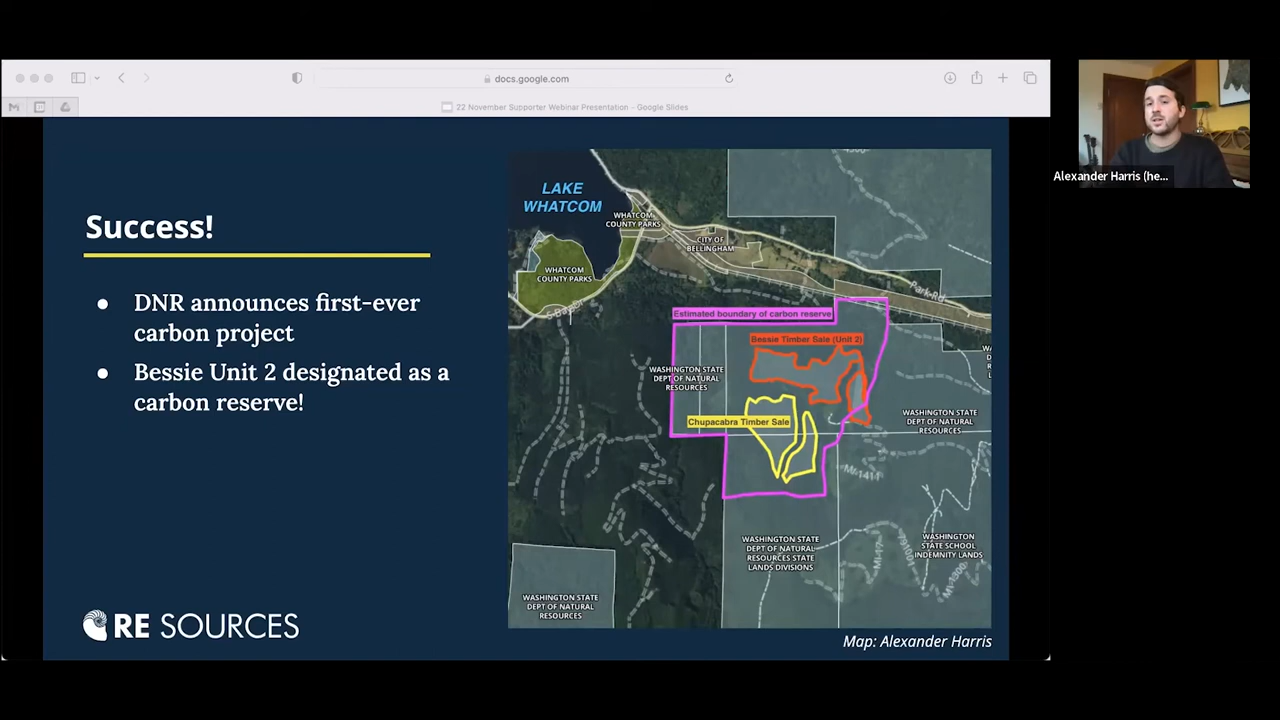 docs.google.com
22 November Supporter Webinar Presentation - Google Slides
Alexander Harris (he...
Success!
● DNR announces first-ever
carbon project
● Bessie Unit 2 designated as a
carbon reserve!
RE SOURCES
LAKE
WHATCOM
WHATCOM
COUNTY PARKS
CITY OF
BELLINGHAM
WHATCOM
COUNTY PARKS
Park Rd
Estimated boundary of carbon reserve
Bessie Timber Sale (Unit 2)
WASHINGTON STATE
DEPT OF NATURAL
RESOURCES
Chupacabra Timber Sale
WASHINGTON STATE
DEPT OF NATURAL
RESOURCES
WASHINGTON STATE
DEPT OF NATURAL
RESOURCES STATE
LANDS DIVISIONS
WASHINGTON
STATE SCHOOL
INDEMNITY LANDS
WASHINGTON STATE
DEPT OF NATURAL
RESOURCES
Map: Alexander Harris